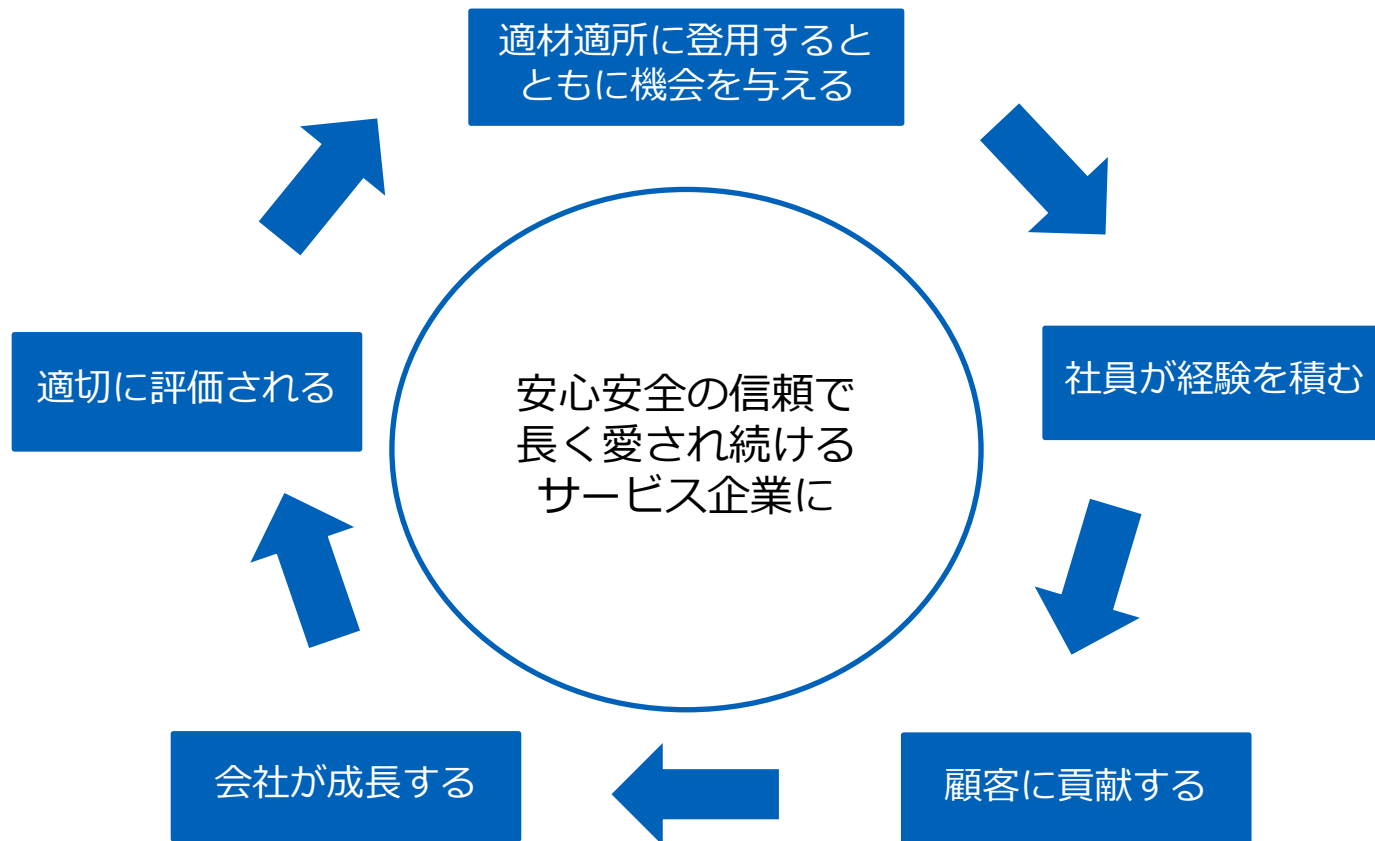 適材適所に登用すると
ともに機会を与える
社員が経験を積む
顧客に貢献する
会社が成長する
適切に評価される
安心安全の信頼で
長く愛され続ける
サービス企業に